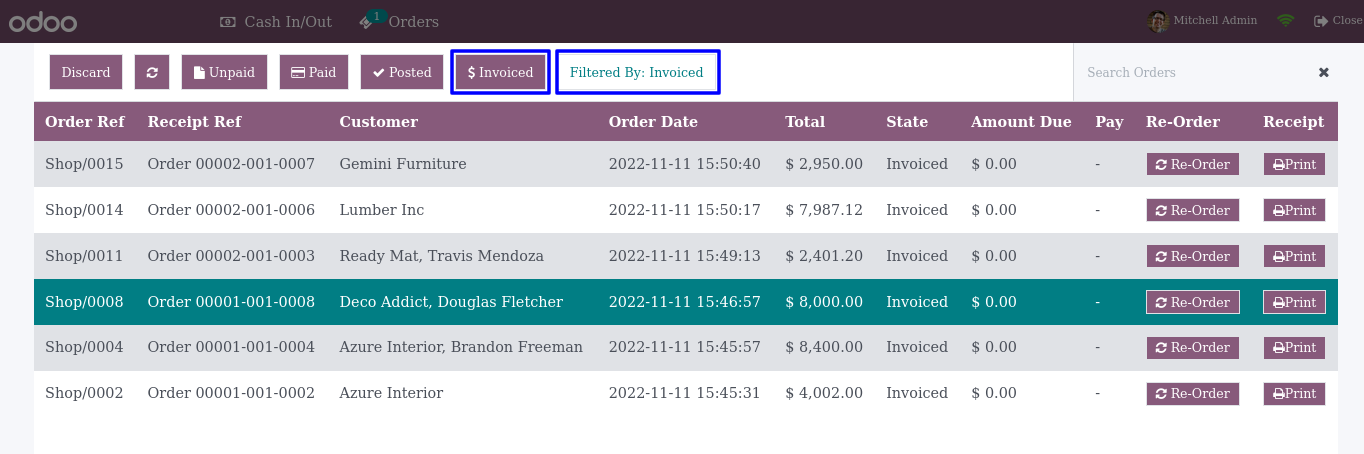 odoo Cash In/Out 1 Orders Mitchell Admin Close
Discard Unpaid Paid Posted $ Invoiced Filtered By: Invoiced Search Orders
Order Ref Receipt Ref Customer Order Date Total State Amount Due Pay Re-Order Receipt
Shop/0015 Order 00002-001-0007 Gemini Furniture 2022-11-11 15:50:40 $ 2,950.00 Invoiced $ 0.00 - Re-Order Print
Shop/0014 Order 00002-001-0006 Lumber Inc 2022-11-11 15:50:17 $ 7,987.12 Invoiced $ 0.00 - Re-Order Print
Shop/0011 Order 00002-001-0003 Ready Mat, Travis Mendoza 2022-11-11 15:49:13 $ 2,401.20 Invoiced $ 0.00 - Re-Order Print
Shop/0008 Order 00001-001-0008 Deco Addict, Douglas Fletcher 2022-11-11 15:46:57 $ 8,000.00 Invoiced $ 0.00 - Re-Order Print
Shop/0004 Order 00001-001-0004 Azure Interior, Brandon Freeman 2022-11-11 15:45:57 $ 8,400.00 Invoiced $ 0.00 - Re-Order Print
Shop/0002 Order 00001-001-0002 Azure Interior 2022-11-11 15:45:31 $ 4,002.00 Invoiced $ 0.00 - Re-Order Print